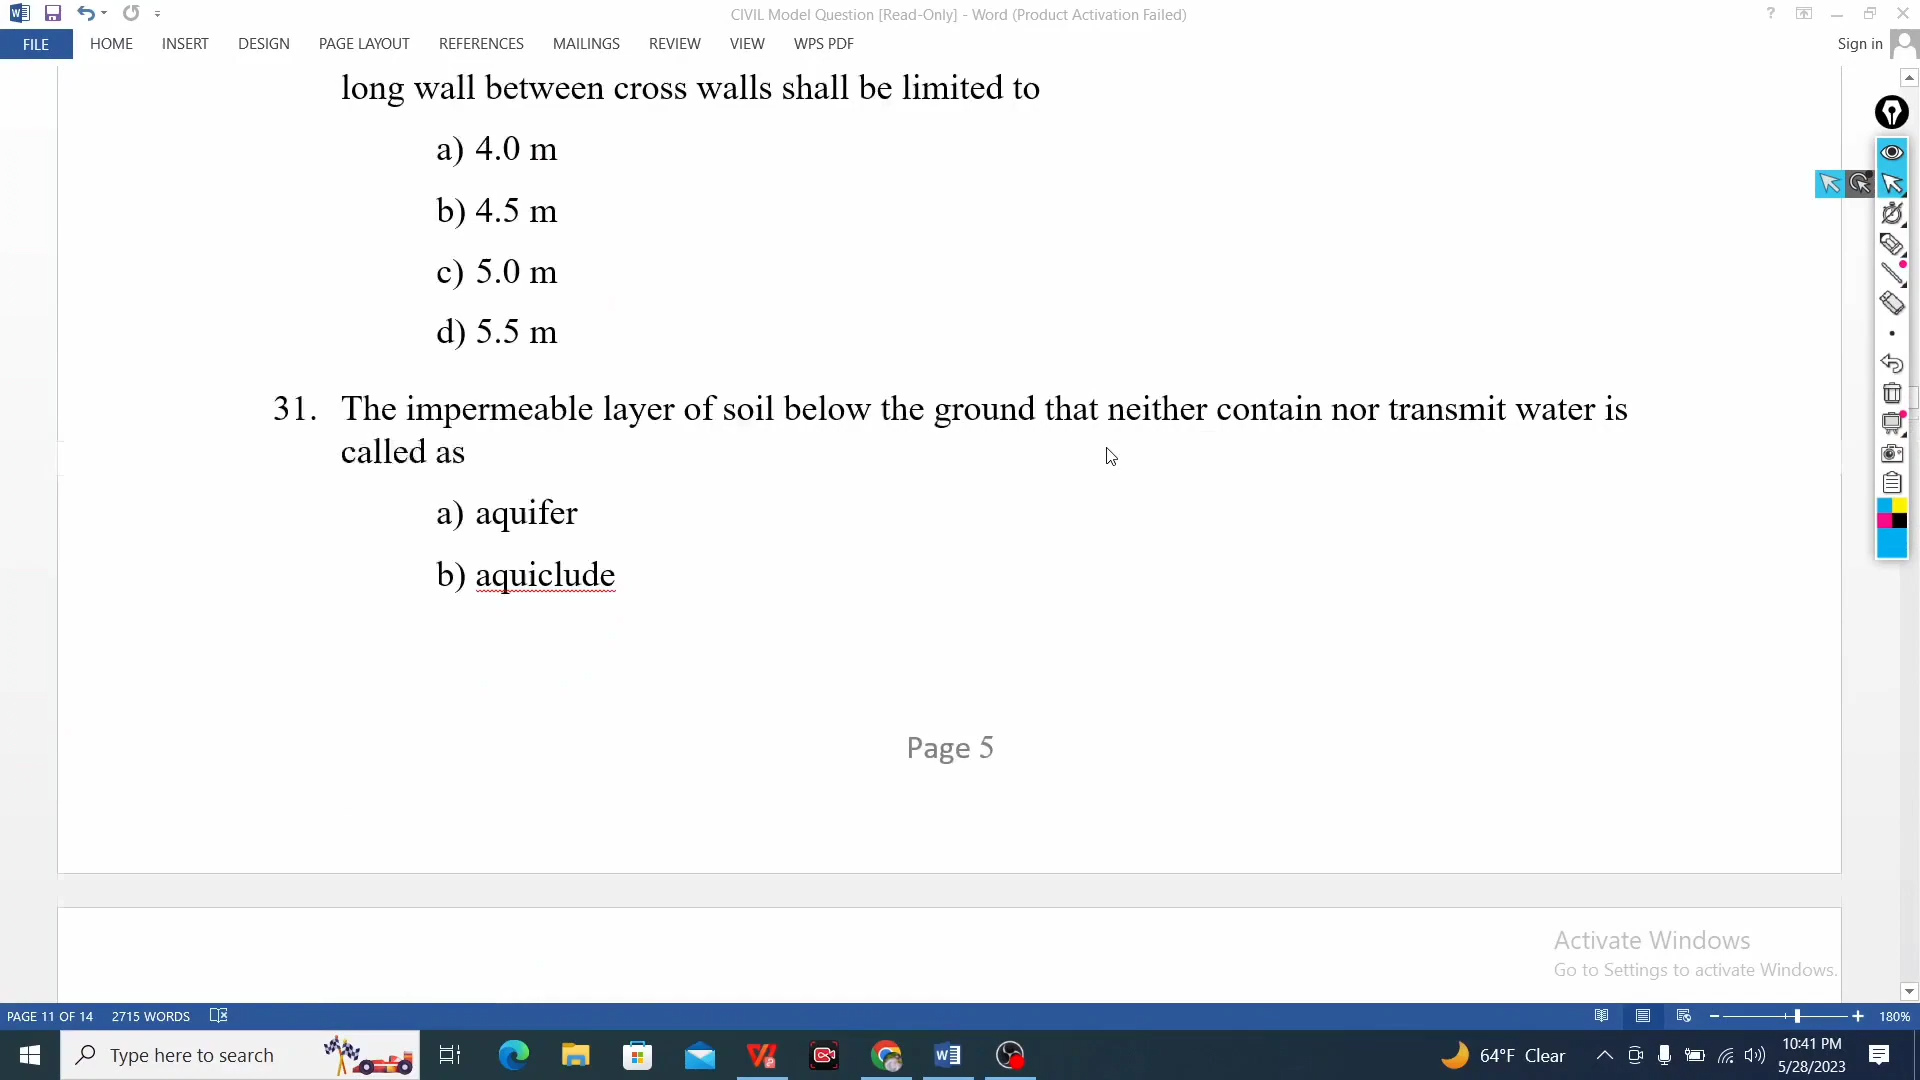 CIVIL Model Question [Read-Only] - Word (Product Activation Failed)
FILE HOME INSERT DESIGN PAGE LAYOUT REFERENCES MAILINGS REVIEW VIEW WPS PDF Sign in
long wall between cross walls shall be limited to
a) 4.0 m
b) 4.5 m
c) 5.0 m
d) 5.5 m
31. The impermeable layer of soil below the ground that neither contain nor transmit water is
called as
a) aquifer
b) aquiclude
Page 5
Activate Windows
Go to Settings to activate Windows.
PAGE 11 OF 14 2715 WORDS 180%
Type here to search 64°F Clear 10:41 PM
5/28/2023